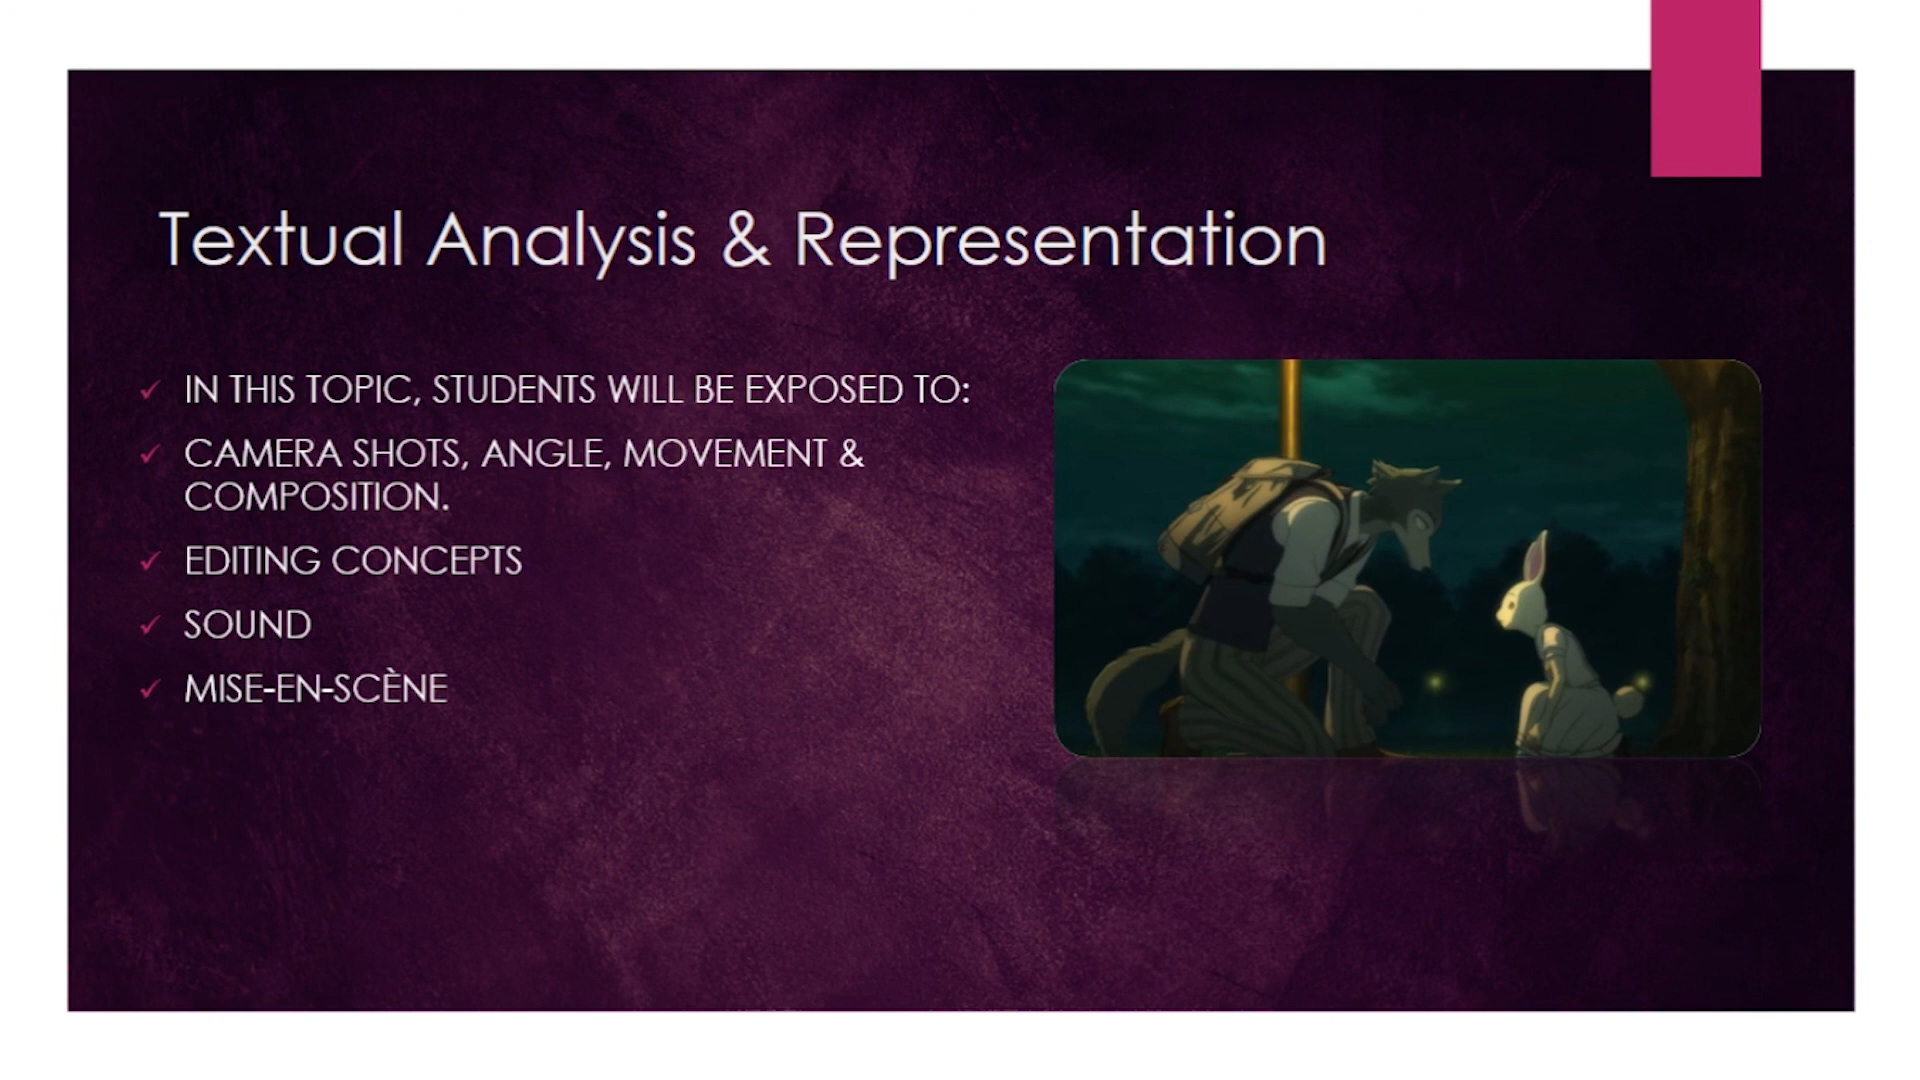 Textual Analysis & Representation
IN THIS TOPIC, STUDENTS WILL BE EXPOSED TO:
CAMERA SHOTS, ANGLE, MOVEMENT &
COMPOSITION.
EDITING CONCEPTS
SOUND
MISE-EN-SCÈNE